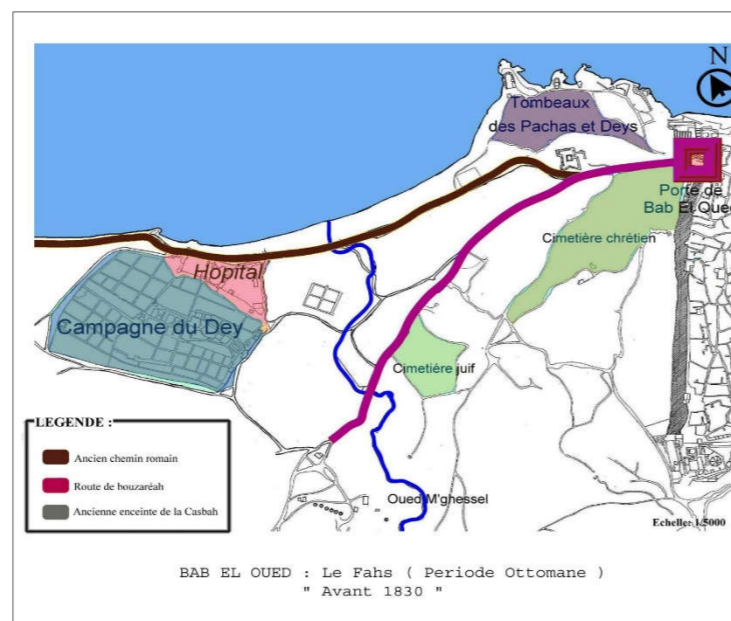 N
Tombeaux
des Pachas et Deys
Porte de
Bab El Oued
Cimetière chrétien
Hopital
Campagne du Dey
Cimetière juif
LEGENDE :
Ancien chemin romain
Route de bouzaréah
Ancienne enceinte de la Casbah
Oued M'ghessel
Echelle: 1/5000
BAB EL OUED : Le Fahs ( Periode Ottomane )
" Avant 1830 "